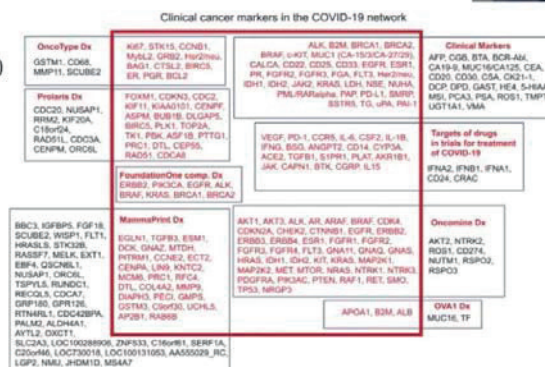 Clinical cancer markers in the COVID-19 network
)
OncoType Dx
GSTM1, CD68,
MMP11, SCUBE2
Ki67, STK15, CCNB1,
MybL2, GRB2, Her2/neu,
BAG1, CTSL2, BIRC5,
ER, PGR, BCL2
ALK, B2M, BRCA1, BRCA2,
BRAF, c-KIT, MUC1 (CA-15/3/CA-27/29),
CALCA, CD22, CD25, CD33, EGFR, ESR1,
PR, FGFR2, FGFR3, FGA, FLT3, Her2/neu,
IDH1, IDH2, JAK2, KRAS, LDH, NSE, NUHA,
PML/RARalpha, PAP, PD-L1, SMRP,
SSTR5, TG, uPA, PAI-1
Clinical Markers
AFP, CGB, BTA, BCR-Abl,
CA19-9, MUC16/CA125, CEA,
CD20, CD30, CSA, CK21-1,
DCP, DPD, GAST, HE4, 5-HIAA,
MSI, PCA3, PSA, ROS1, TMPT,
UGT1A1, VMA
Prolaris Dx
CDC20, NUSAP1,
RRM2, KIF20A,
C18orf24,
RAD51L, CDC3A,
CENPM, ORC6L
FOXM1, CDKN3, CDC2,
KIF11, KIAA0101, CENPF,
ASPM, BUB1B, DLGAP5,
BIRC5, PLK1, TOP2A,
TK1, PBK, ASF1B, PTTG1,
PRC1, DTL, CEP55,
RAD51, CDCA8
VEGF, PD-1, CCR5, IL-6, CSF2, IL-1B,
IFNG, BSG, ANGPT2, CD14, CYP3A,
ACE2, TGFB1, S1PR1, PLAT, AKR1B1,
JAK, CAPN1, BTK, CGRP, IL15
Targets of drugs
in trials for treatment
of COVID-19
IFNA2, IFNB1, IFNA1,
CD24, CRAC
FoundationOne comp. Dx
ERBB2, PIK3CA, EGFR, ALK,
BRAF, KRAS, BRCA1, BRCA2
BBC3, IGFBP5, FGF18,
SCUBE2, WISP1, FLT1,
HRASLS, STK32B,
RASSF7, MELK, EXT1,
EBF4, QSCN6L1,
NUSAP1, ORC6L,
TSPYL5, RUNDC1,
RECQL5, CDCA7,
GRP180, GPR126,
RTN4RL1, CDC42BPA,
PALM2, ALDH4A1,
AYTL2, OXCT1,
SLC2A3, LOC100288906, ZNF533, C16orf61, SERF1A,
C20orf46, LOC730018, LOC100131053, AA555029_RC,
LGP2, NMU, JHDM1D, MS4A7
MammaPrint Dx
EGLN1, TGFB3, ESM1,
DCK, GNAZ, MTDH,
PITRM1, CCNE2, ECT2,
CENPA, LIN9, KNTC2,
MCM6, PRC1, RFC4,
DTL, COL4A2, MMP9,
DIAPH3, PECI, GMPS,
GSTM3, C9orf30, UCHL5,
AP2B1, RAB6B
AKT1, AKT3, ALK, AR, ARAF, BRAF, CDK4,
CDKN2A, CHEK2, CTNNB1, EGFR, ERBB2,
ERBB3, ERBB4, ESR1, FGFR1, FGFR2,
FGFR3, FGFR4, FLT3, GNA11, GNAQ, GNAS,
HRAS, IDH1, IDH2, KIT, KRAS, MAP2K1,
MAP2K2, MET, MTOR, NRAS, NTRK1, NTRK3,
PDGFRA, PIK3AC, PTEN, RAF1, RET, SMO,
TP53, NRGP3
Oncomine Dx
AKT2, NTRK2,
ROS1, CD274,
NUTM1, RSPO2,
RSPO3
APOA1, B2M, ALB
OVA1 Dx
MUC16, TF